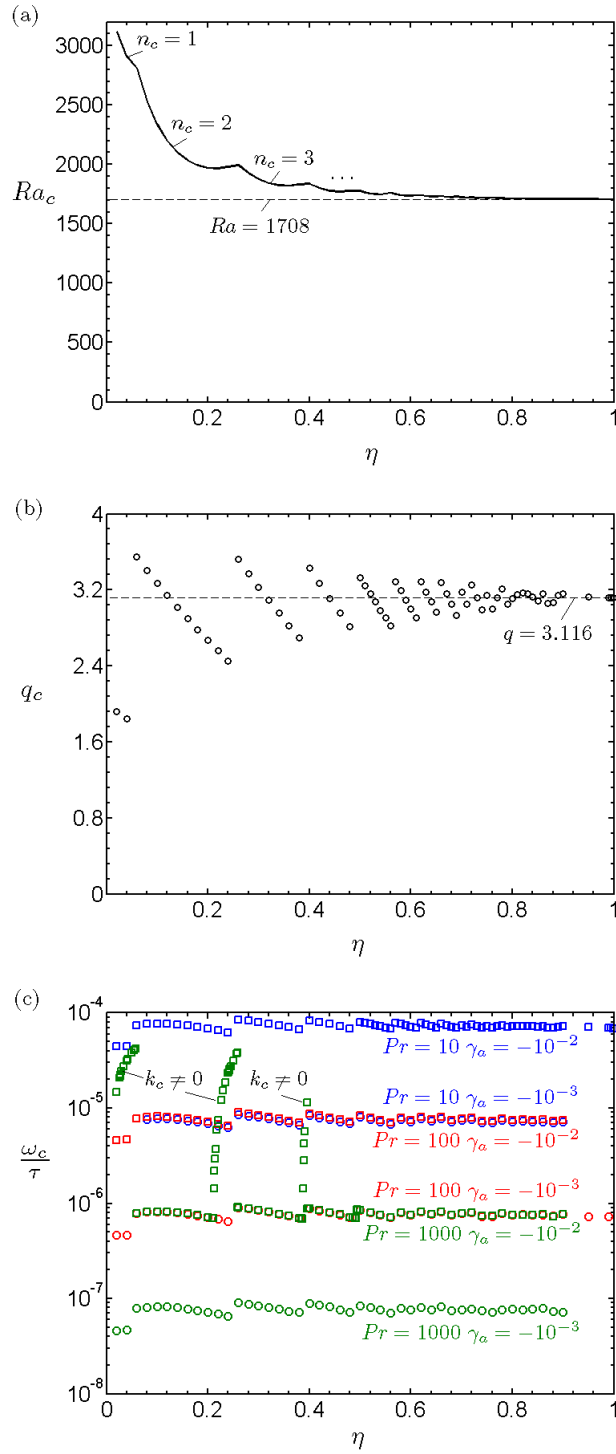 (a)
3000
2500
2000
1500
1000
500
0
Ra_c
n_c = 1
n_c = 2
n_c = 3
...
Ra = 1708
0.2 0.4 0.6 0.8 1
η
(b)
4
3.2
2.4
1.6
0.8
0
q_c
q = 3.116
0.2 0.4 0.6 0.8 1
η
(c)
10^-4
10^-5
10^-6
10^-7
10^-8
ω_c
τ
k_c ≠ 0
k_c ≠ 0
Pr = 10 γ_a = −10^-2
Pr = 10 γ_a = −10^-3
Pr = 100 γ_a = −10^-2
Pr = 100 γ_a = −10^-3
Pr = 1000 γ_a = −10^-2
Pr = 1000 γ_a = −10^-3
0 0.2 0.4 0.6 0.8 1
η